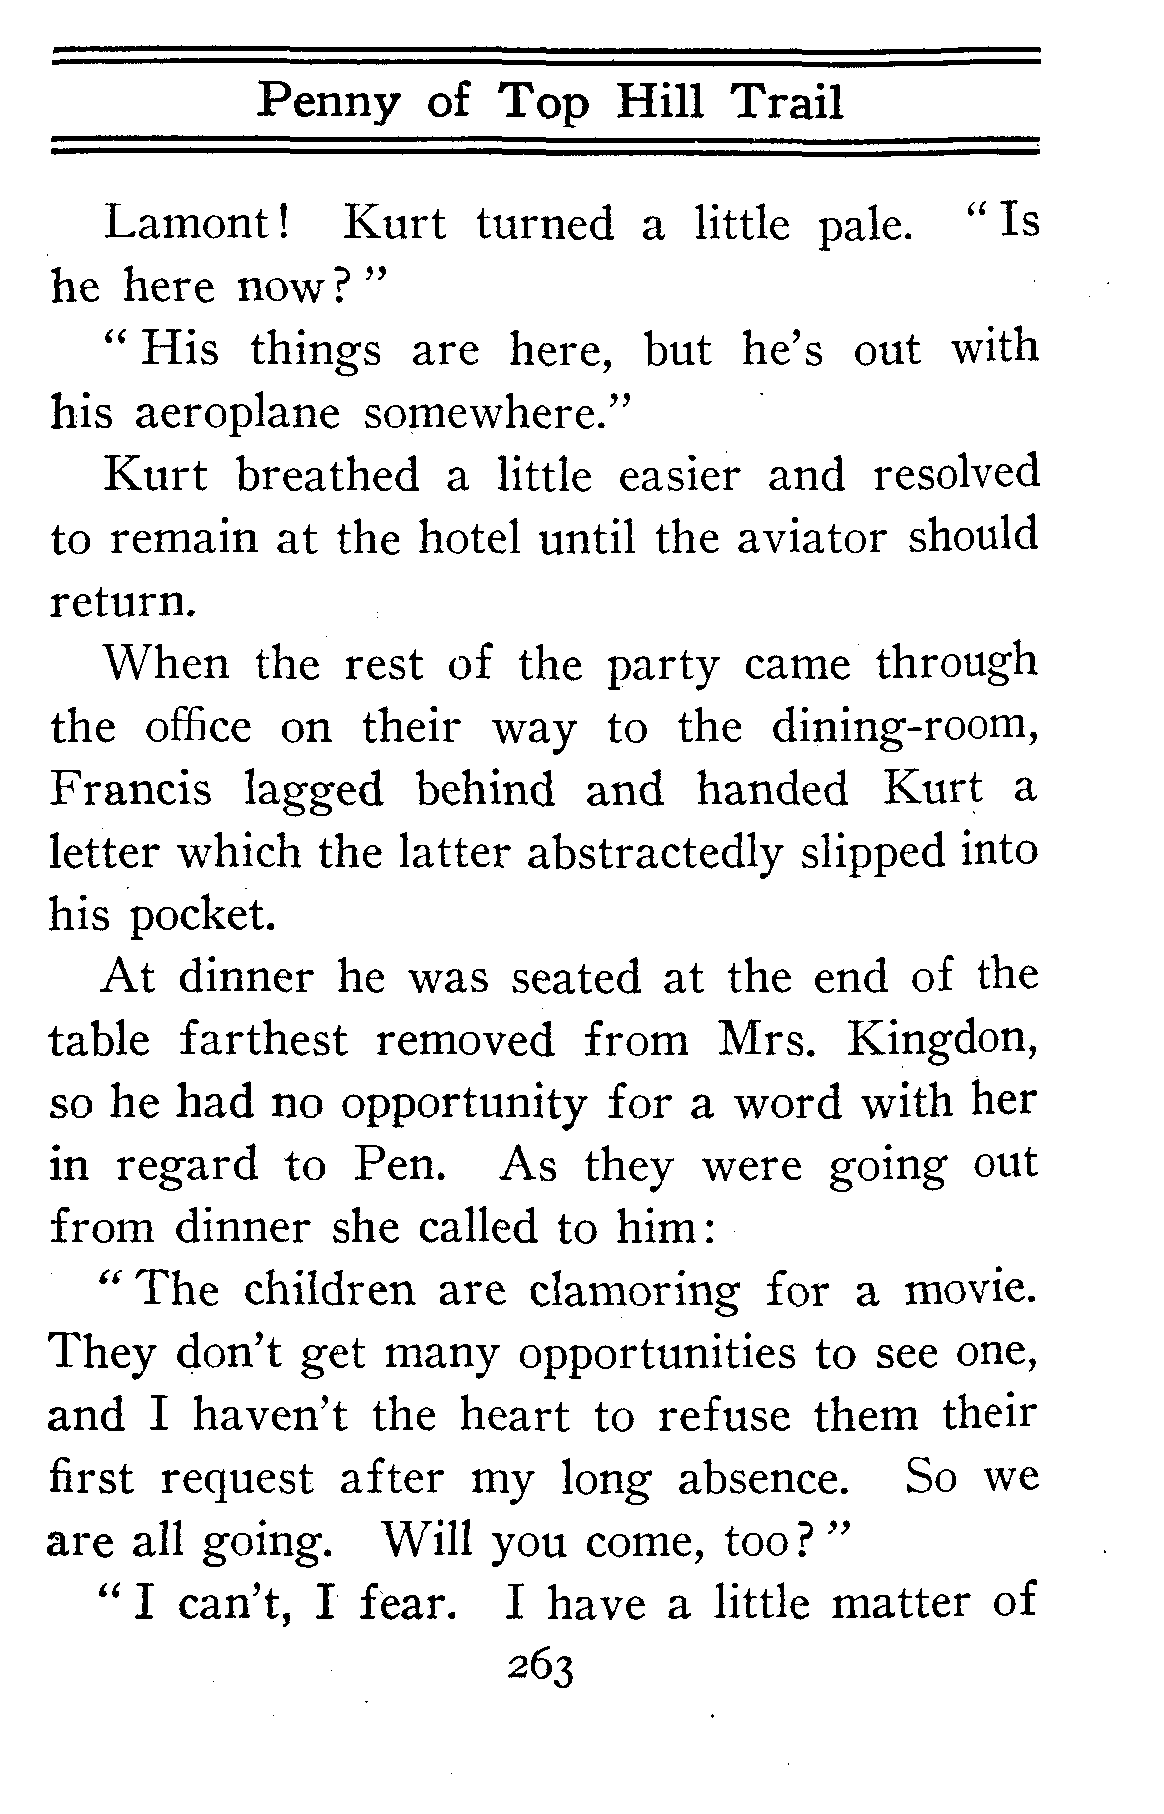 Penny of Top Hill Trail
Lamont! Kurt turned a little pale. "Is
he here now?"
"His things are here, but he's out with
his aeroplane somewhere."
Kurt breathed a little easier and resolved
to remain at the hotel until the aviator should
return.
When the rest of the party came through
the office on their way to the dining-room,
Francis lagged behind and handed Kurt a
letter which the latter abstractedly slipped into
his pocket.
At dinner he was seated at the end of the
table farthest removed from Mrs. Kingdon,
so he had no opportunity for a word with her
in regard to Pen. As they were going out
from dinner she called to him:
"The children are clamoring for a movie.
They don't get many opportunities to see one,
and I haven't the heart to refuse them their
first request after my long absence. So we
are all going. Will you come, too?"
"I can't, I fear. I have a little matter of
263